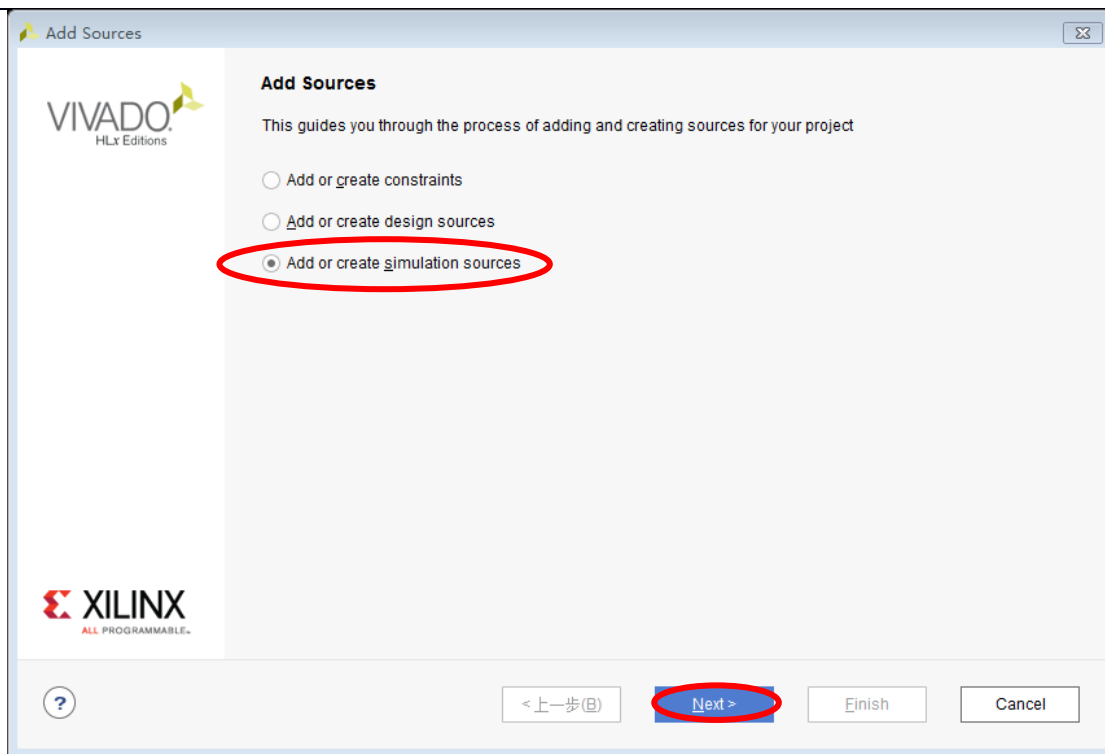 Add Sources
VIVADO.
HLx Editions
Add Sources
This guides you through the process of adding and creating sources for your project
Add or create constraints
Add or create design sources
Add or create simulation sources
XILINX
ALL PROGRAMMABLE™
?
<上一步(B)
Next >
Finish
Cancel